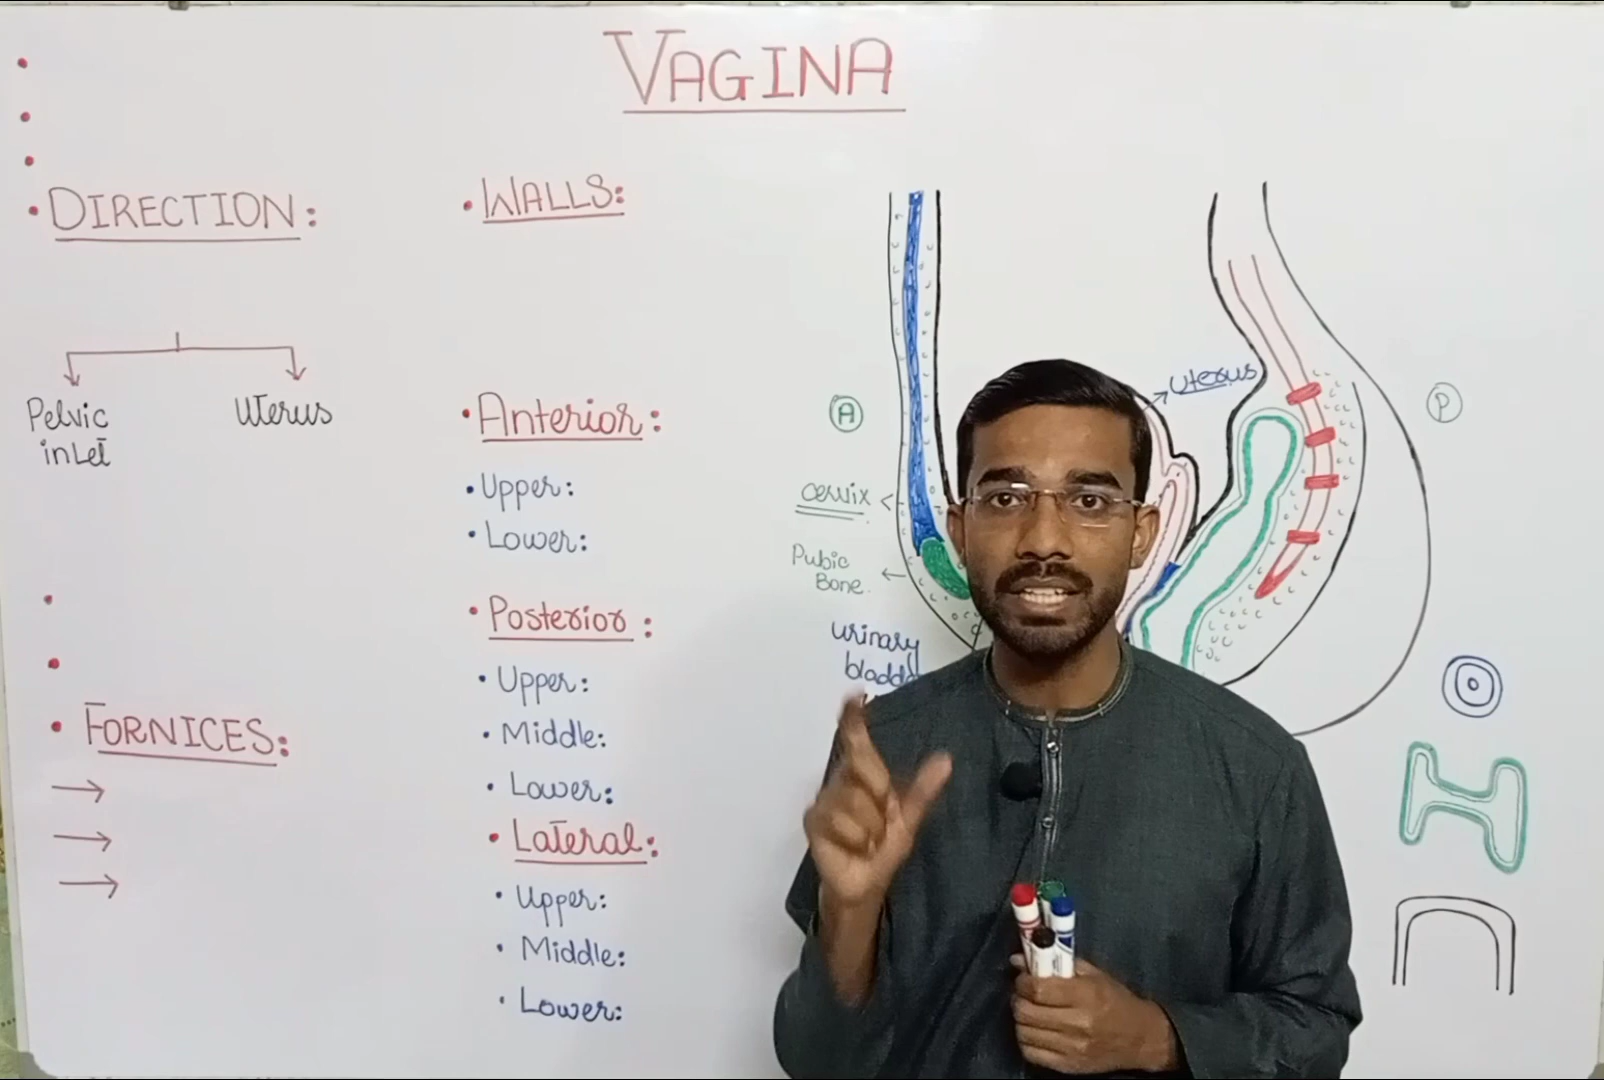 VAGINA
DIRECTION:
Pelvic
inlet
Uterus
FORNICES:
WALLS:
Anterior:
Upper:
Lower:
Posterior:
Upper:
Middle:
Lower:
Lateral:
Upper:
Middle:
Lower:
Uterus
A
P
cervix
Pubic
Bone.
urinary